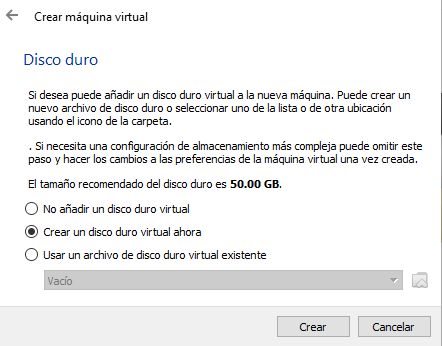 Crear máquina virtual
Disco duro
Si desea puede añadir un disco duro virtual a la nueva máquina. Puede crear un
nuevo archivo de disco duro o seleccionar uno de la lista o de otra ubicación
usando el icono de la carpeta.
. Si necesita una configuración de almacenamiento más compleja puede omitir este
paso y hacer los cambios a las preferencias de la máquina virtual una vez creada.
El tamaño recomendado del disco duro es 50.00 GB.
No añadir un disco duro virtual
Crear un disco duro virtual ahora
Usar un archivo de disco duro virtual existente
Vacío
Crear
Cancelar